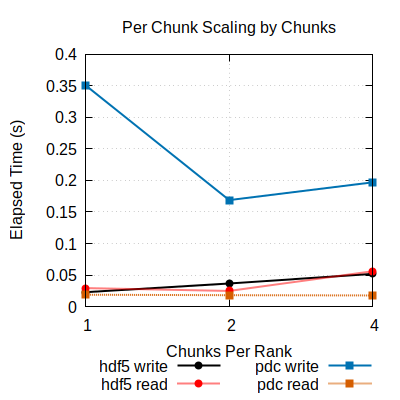 Per Chunk Scaling by Chunks
0.4
0.35
0.3
0.25
0.2
0.15
0.1
0.05
0
Elapsed Time (s)
1 2 4
Chunks Per Rank
hdf5 write pdc write
hdf5 read pdc read